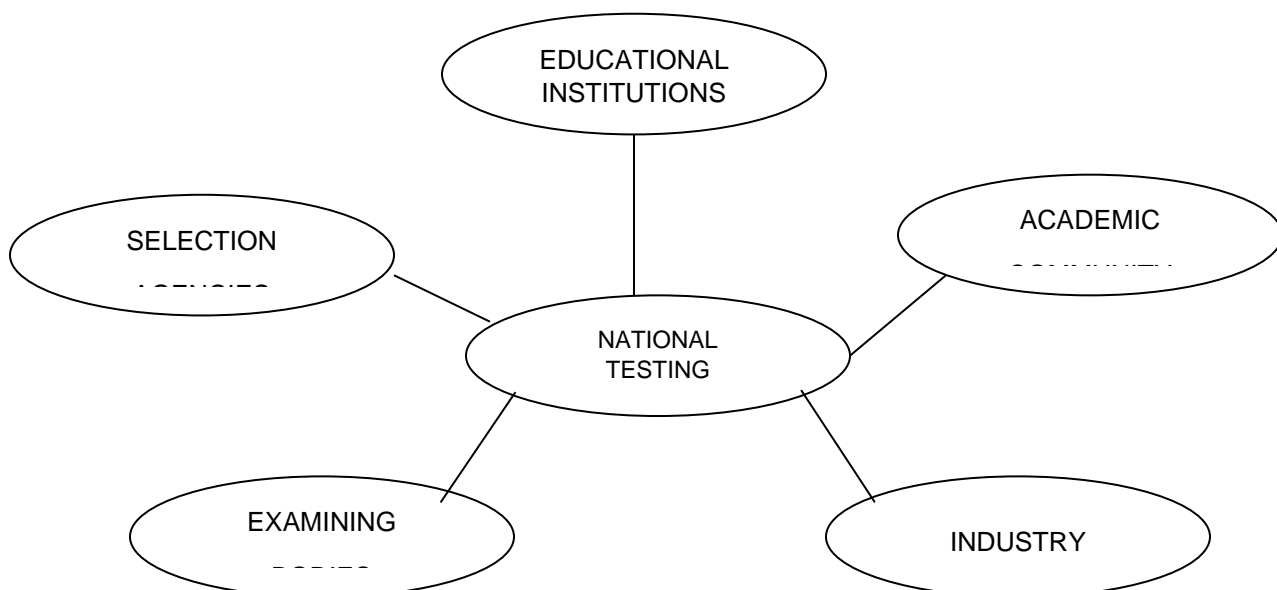 EDUCATIONAL
INSTITUTIONS
SELECTION
ACADEMIC
NATIONAL
TESTING
EXAMINING
INDUSTRY